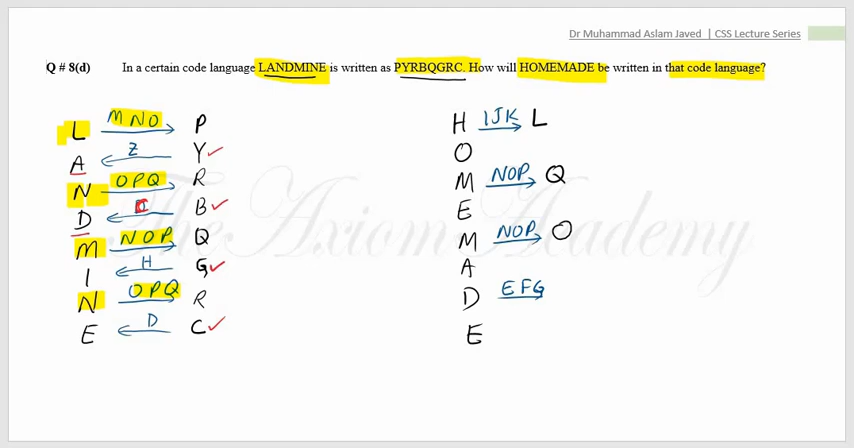 Dr Muhammad Aslam Javed | CSS Lecture Series
Q # 8(d) In a certain code language LANDMINE is written as PYRBQGRC. How will HOMEMADE be written in that code language?
L MNO P
A Z Y
N OPQ R
D C B
M NOP Q
I H G
N OPQ R
E D C
H IJK L
O
M NOP Q
E
M NOP O
A
D EFG
E
The Axiom Academy